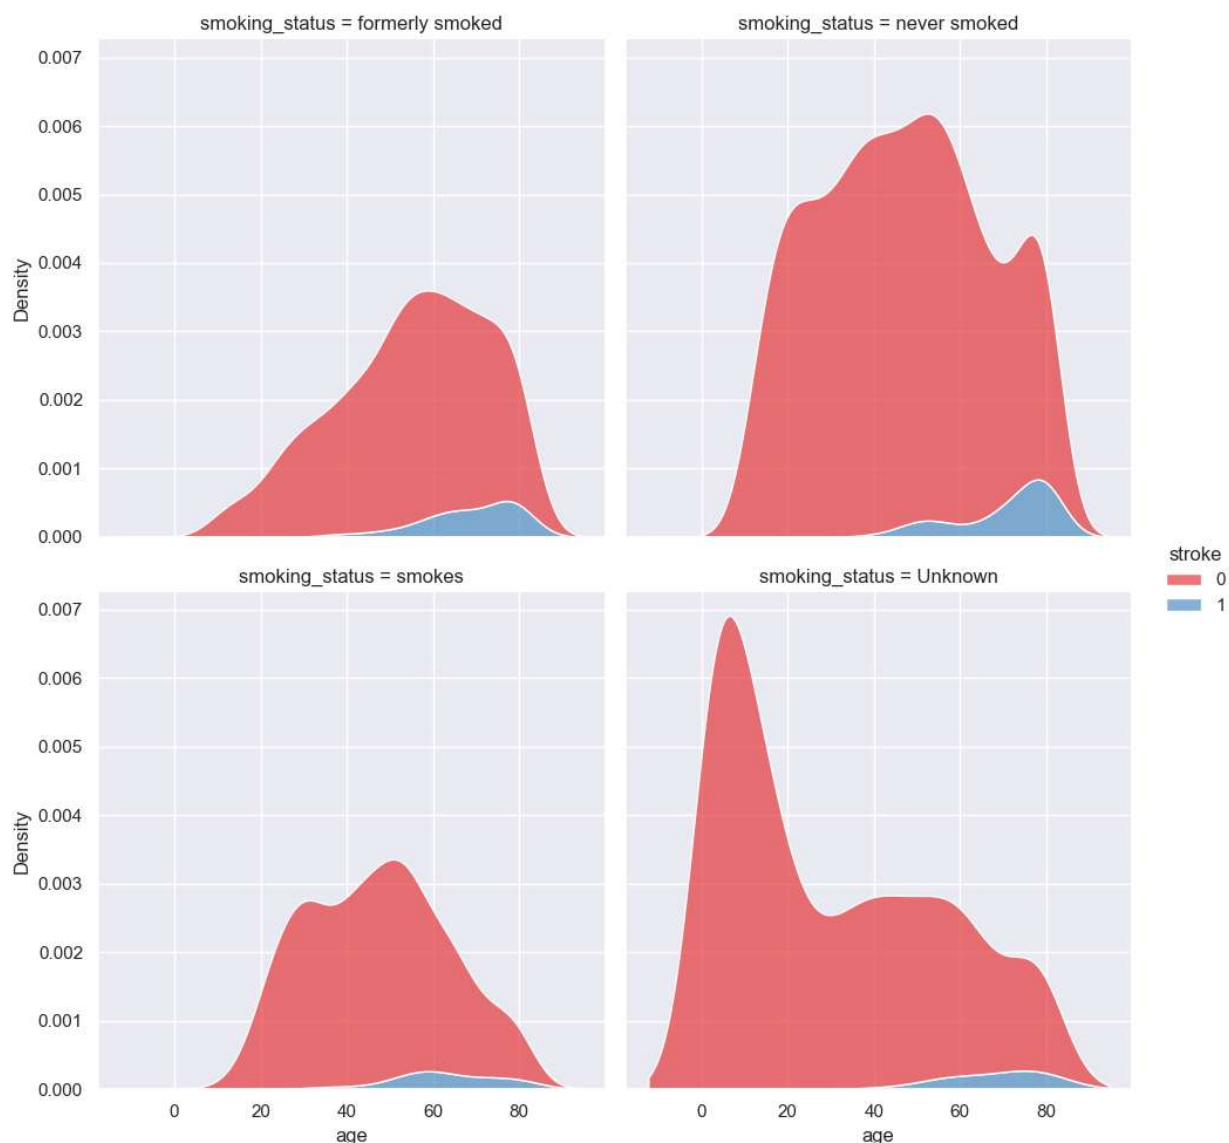 smoking_status = formerly smoked
smoking_status = never smoked
0.007
0.006
0.005
0.004
0.003
0.002
0.001
0.000
Density
smoking_status = smokes
smoking_status = Unknown
0.007
0.006
0.005
0.004
0.003
0.002
0.001
0.000
Density
0 20 40 60 80
age
0 20 40 60 80
age
stroke
0
1